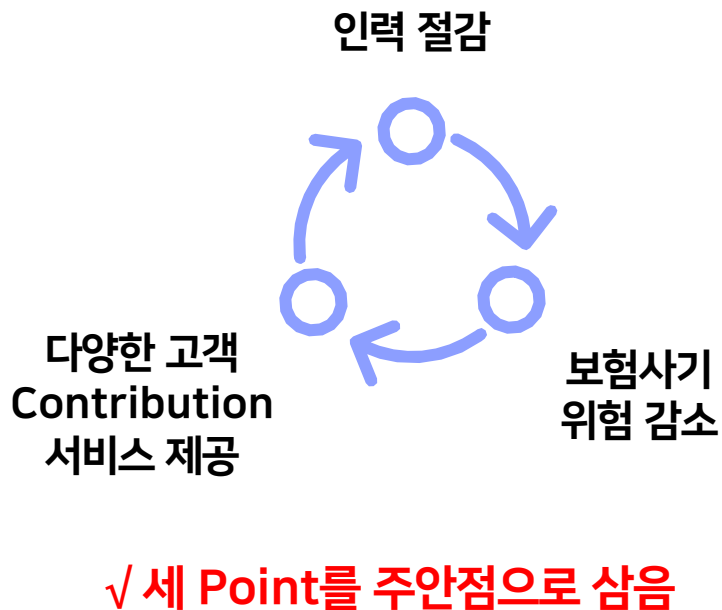 인력 절감
다양한 고객
Contribution
서비스 제공
보험사기
위험 감소
√ 세 Point를 주안점으로 삼음